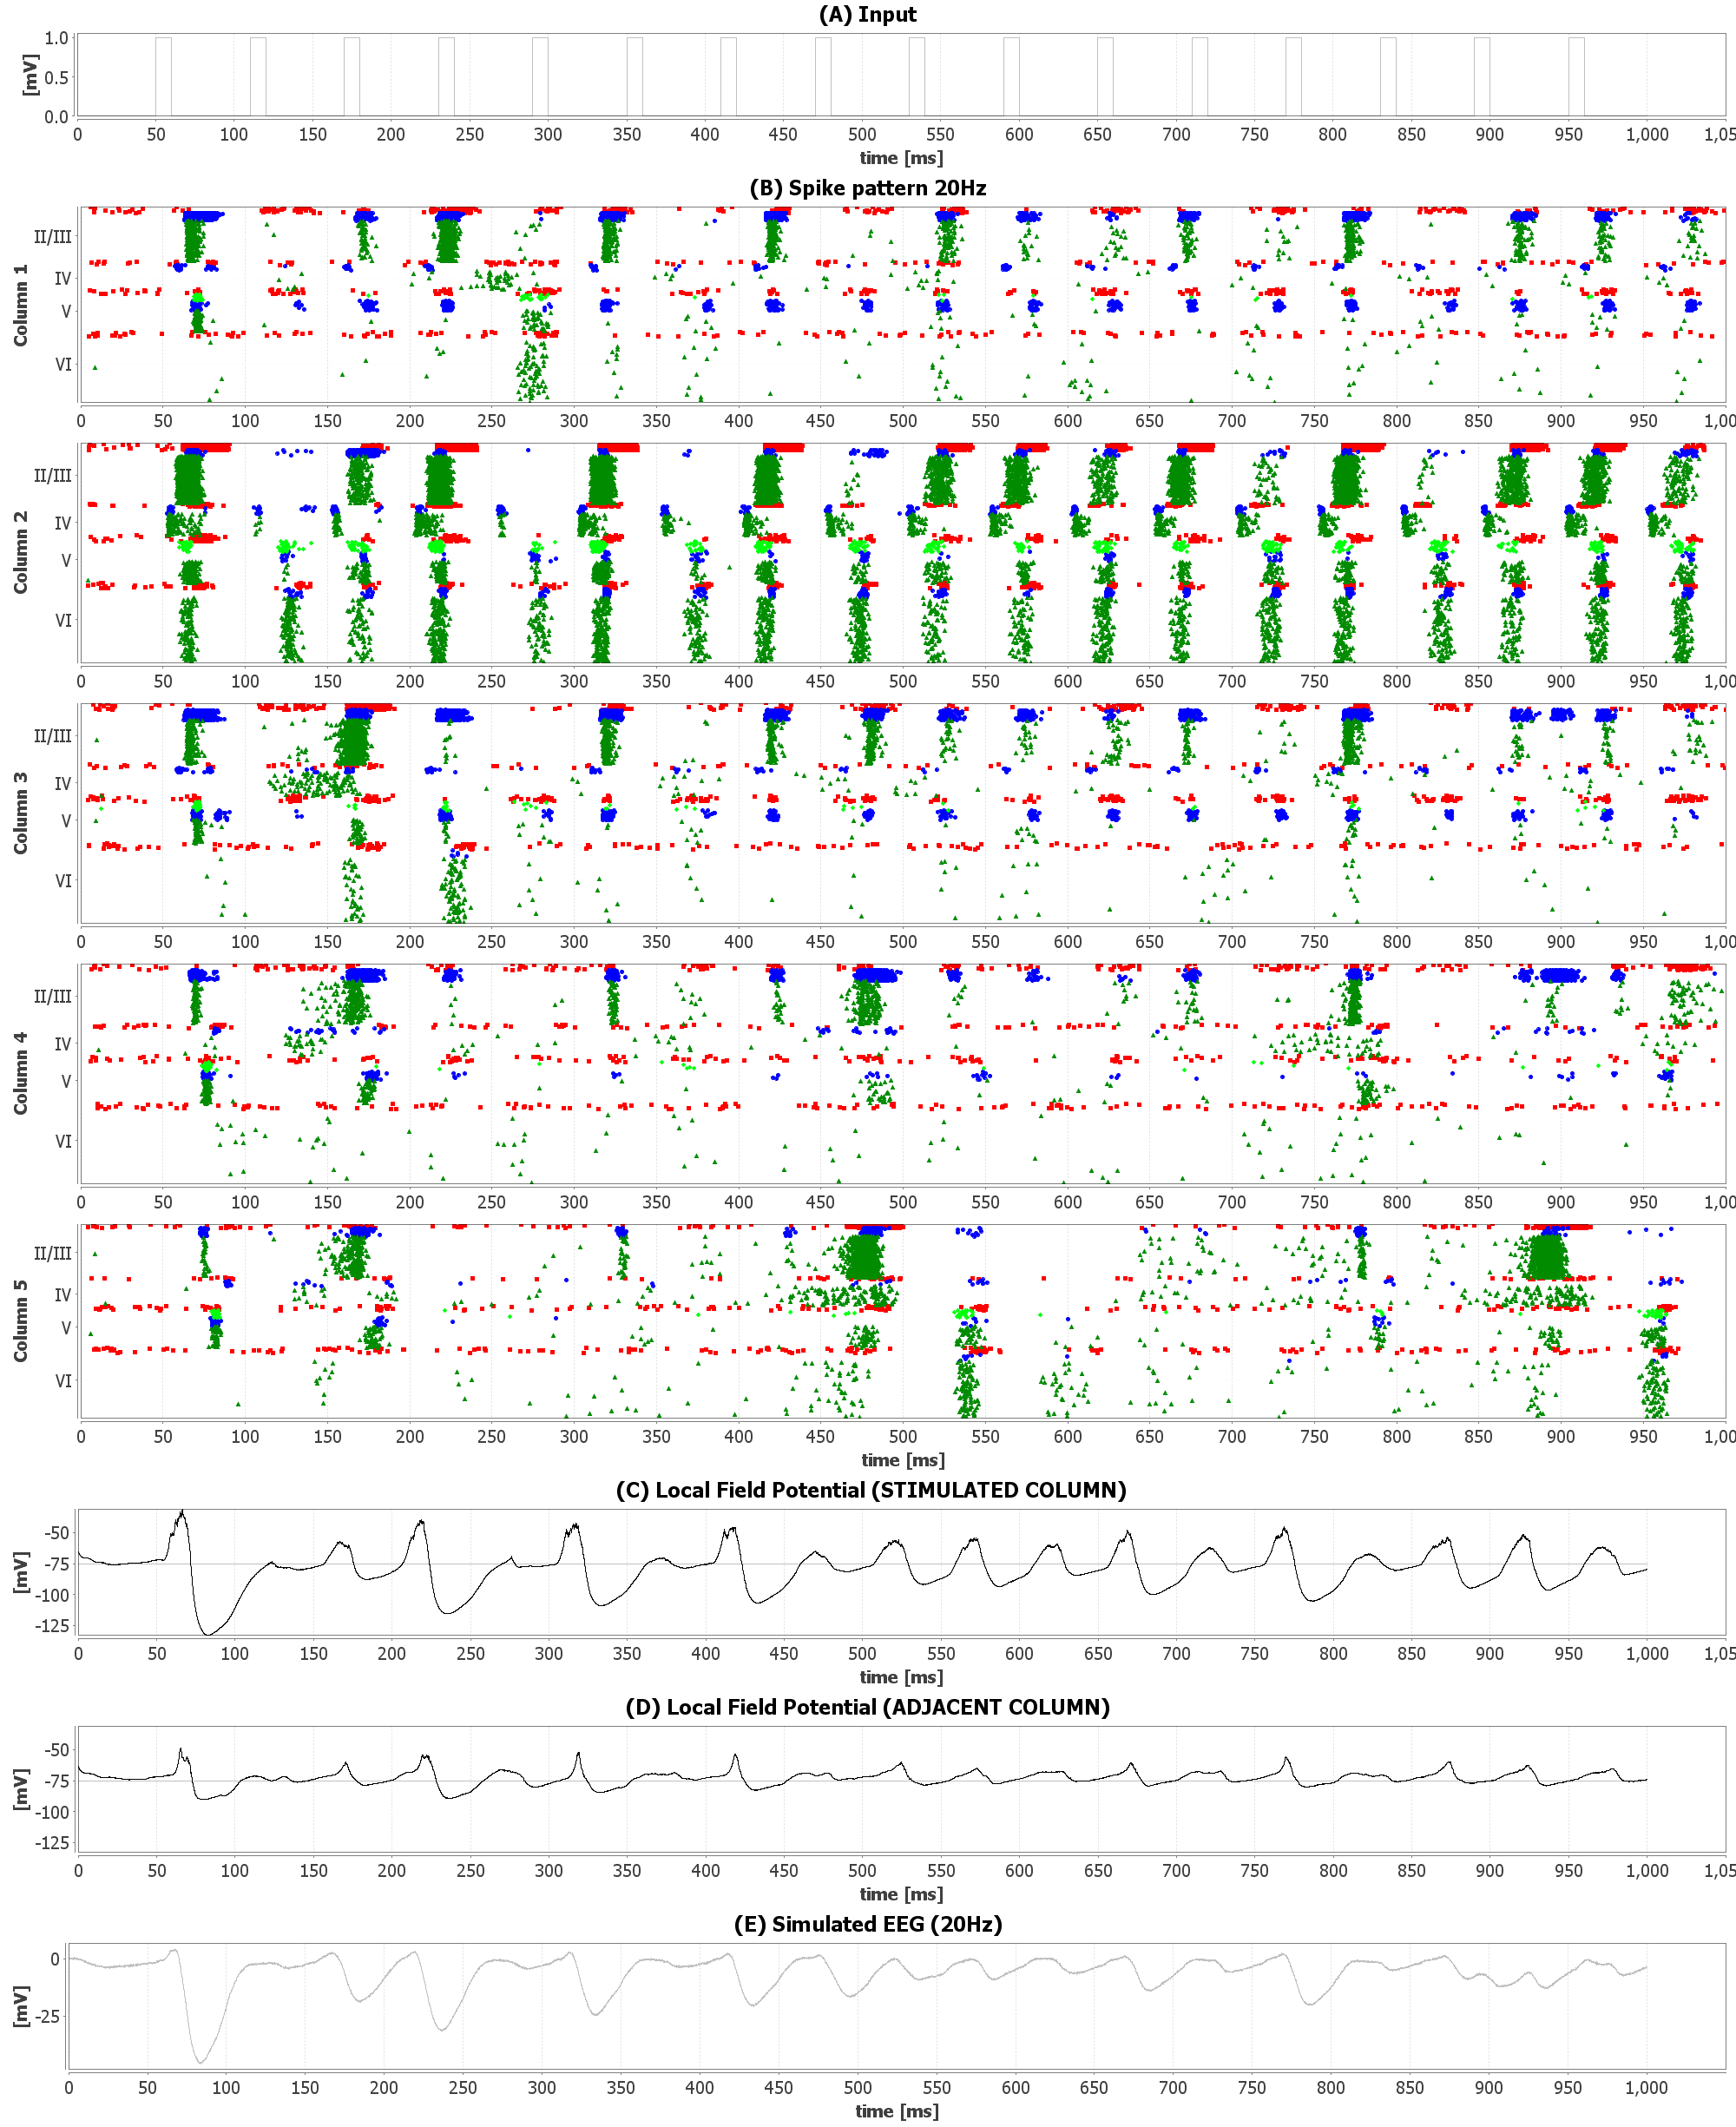 (A) Input
1.0
0.5
0.0
[mV]
0 50 100 150 200 250 300 350 400 450 500 550 600 650 700 750 800 850 900 950 1,000 1,05
time [ms]
(B) Spike pattern 20Hz
Column 1
II/III
IV
V
VI
0 50 100 150 200 250 300 350 400 450 500 550 600 650 700 750 800 850 900 950 1,00
Column 2
II/III
IV
V
VI
0 50 100 150 200 250 300 350 400 450 500 550 600 650 700 750 800 850 900 950 1,00
Column 3
II/III
IV
V
VI
0 50 100 150 200 250 300 350 400 450 500 550 600 650 700 750 800 850 900 950 1,00
Column 4
II/III
IV
V
VI
0 50 100 150 200 250 300 350 400 450 500 550 600 650 700 750 800 850 900 950 1,00
Column 5
II/III
IV
V
VI
0 50 100 150 200 250 300 350 400 450 500 550 600 650 700 750 800 850 900 950 1,00
time [ms]
(C) Local Field Potential (STIMULATED COLUMN)
[mV]
-50
-75
-100
-125
0 50 100 150 200 250 300 350 400 450 500 550 600 650 700 750 800 850 900 950 1,000 1,05
time [ms]
(D) Local Field Potential (ADJACENT COLUMN)
[mV]
-50
-75
-100
-125
0 50 100 150 200 250 300 350 400 450 500 550 600 650 700 750 800 850 900 950 1,000 1,05
time [ms]
(E) Simulated EEG (20Hz)
[mV]
0
-25
0 50 100 150 200 250 300 350 400 450 500 550 600 650 700 750 800 850 900 950 1,000
time [ms]